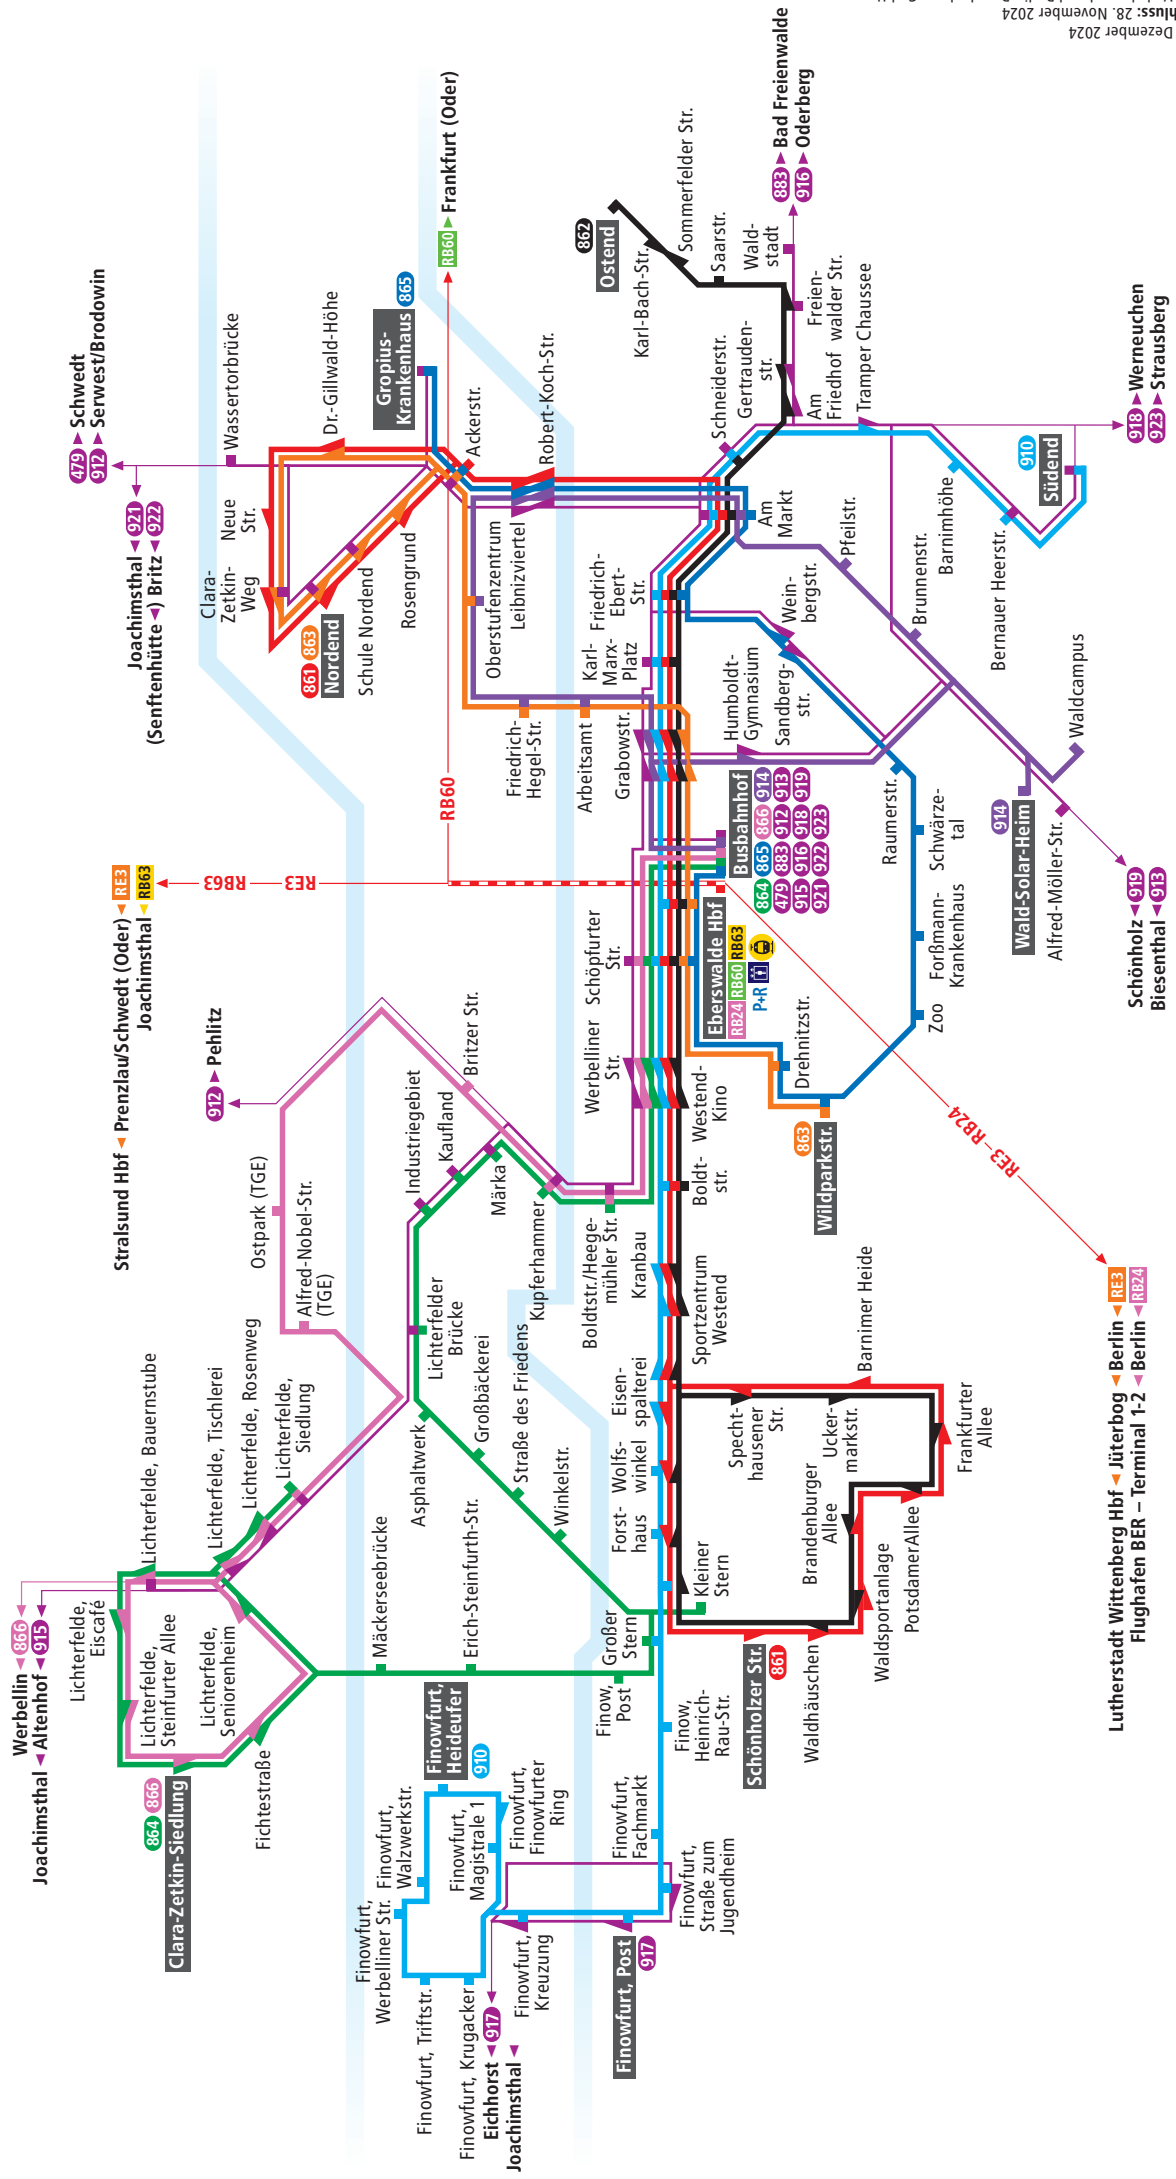 Werbellin ◄ 866
Joachimsthal ◄ Altenhof ◄ 915
Lichterfelde,
Eiscafé
Lichterfelde, Bauernstube
Lichterfelde, Tischlerei
Lichterfelde, Rosenweg
Lichterfelde,
Siedlung
Lichterfelde,
Steinfurter Allee
Lichterfelde,
Seniorenheim
864 866
Clara-Zetkin-Siedlung
Fichtestraße
Mäckerseebrücke
Erich-Steinfurth-Str.
Finow,
Post
Großer
Stern
Kleiner
Stern
Ostpark (TGE)
Alfred-Nobel-Str.
(TGE)
912 ► Pehlitz
Britzer Str.
Industriegebiet
Kaufland
Märka
Kupferhammer
Boldtstr./Heege-
mühler Str.
Lichterfelder
Brücke
Asphaltwerk
Großbäckerei
Straße des Friedens
Winkelstr.
Stralsund Hbf ◄ Prenzlau/Schwedt (Oder) ◄ RE3
Joachimsthal ◄ RB63
RB63
RE3
RB60
479 ► Schwedt
912 ► Serwest/Brodowin
Joachimsthal ◄ 921
(Senftenhütte ◄) Britz ◄ 922
Wassertorbrücke
Clara-
Zetkin-
Weg
Neue
Str.
Dr.-Gillwald-Höhe
861 863
Nordend
Schule Nordend
Rosengrund
Gropius-
Krankenhaus 865
RB60 ► Frankfurt (Oder)
Ackerstr.
Robert-Koch-Str.
Oberstufenzentrum
Leibnizviertel
Friedrich-
Hegel-Str.
Arbeitsamt
Grabowstr.
Karl-
Marx-
Platz
Friedrich-
Ebert-
Str.
Am
Markt
Schneiderstr.
Gertrauden-
str.
862
Ostend
Karl-Bach-Str.
Sommerfelder Str.
Saarstr.
Wald-
stadt
Freien-
walder Str.
Am
Friedhof
883 ► Bad Freienwalde
916 ► Oderberg
Tramper Chaussee
Barnimhöhe
Bernauer Heerstr.
910
Südend
918 ► Werneuchen
923 ► Strausberg
Finowfurt,
Heideufer
910
Finowfurt,
Walzwerkstr.
Finowfurt,
Werbelliner Str.
Finowfurt,
Magistrale 1
Finowfurt,
Finowfurter
Ring
Finowfurt, Triftstr.
Finowfurt, Krugacker
Eichhorst ◄ 917
Joachimsthal ◄
Finowfurt,
Kreuzung
Finowfurt, Post
917
Finowfurt,
Straße zum
Jugendheim
Finowfurt,
Fachmarkt
Finow,
Heinrich-
Rau-Str.
Forst-
haus
Wolfs-
winkel
Eisen-
spalterei
Kranbau
Sportzentrum
Westend
Boldt-
str.
Westend-
Kino
Werbelliner
Str.
Schöpfurter
Str.
Eberswalde Hbf
RB24 RB60 RB63
P+R
Busbahnhof
864 865 866 914
479 883 912 913
915 916 918 919
921 922 923
Schönholzer Str.
861
Waldhäuschen
Waldsportanlage
PotsdamerAllee
Brandenburger
Allee
Ucker-
markstr.
Specht-
hausener
Str.
Barnimer Heide
Frankfurter
Allee
863
Wildparkstr.
Drehnitzstr.
Zoo
Forßmann-
Krankenhaus
Schwärze-
tal
Raumerstr.
Humboldt-
Gymnasium
Sandberg-
str.
Wein-
bergstr.
Pfeilstr.
Brunnenstr.
914
Wald-Solar-Heim
Alfred-Möller-Str.
Waldcampus
Schönholz ◄ 919
Biesenthal ◄ 913
RE3-RB24
Lutherstadt Wittenberg Hbf ◄ Jüterbog ◄ Berlin ◄ RE3
Flughafen BER – Terminal 1-2 ◄ Berlin ◄ RB24
Dezember 2024
hluss: 28. November 2024